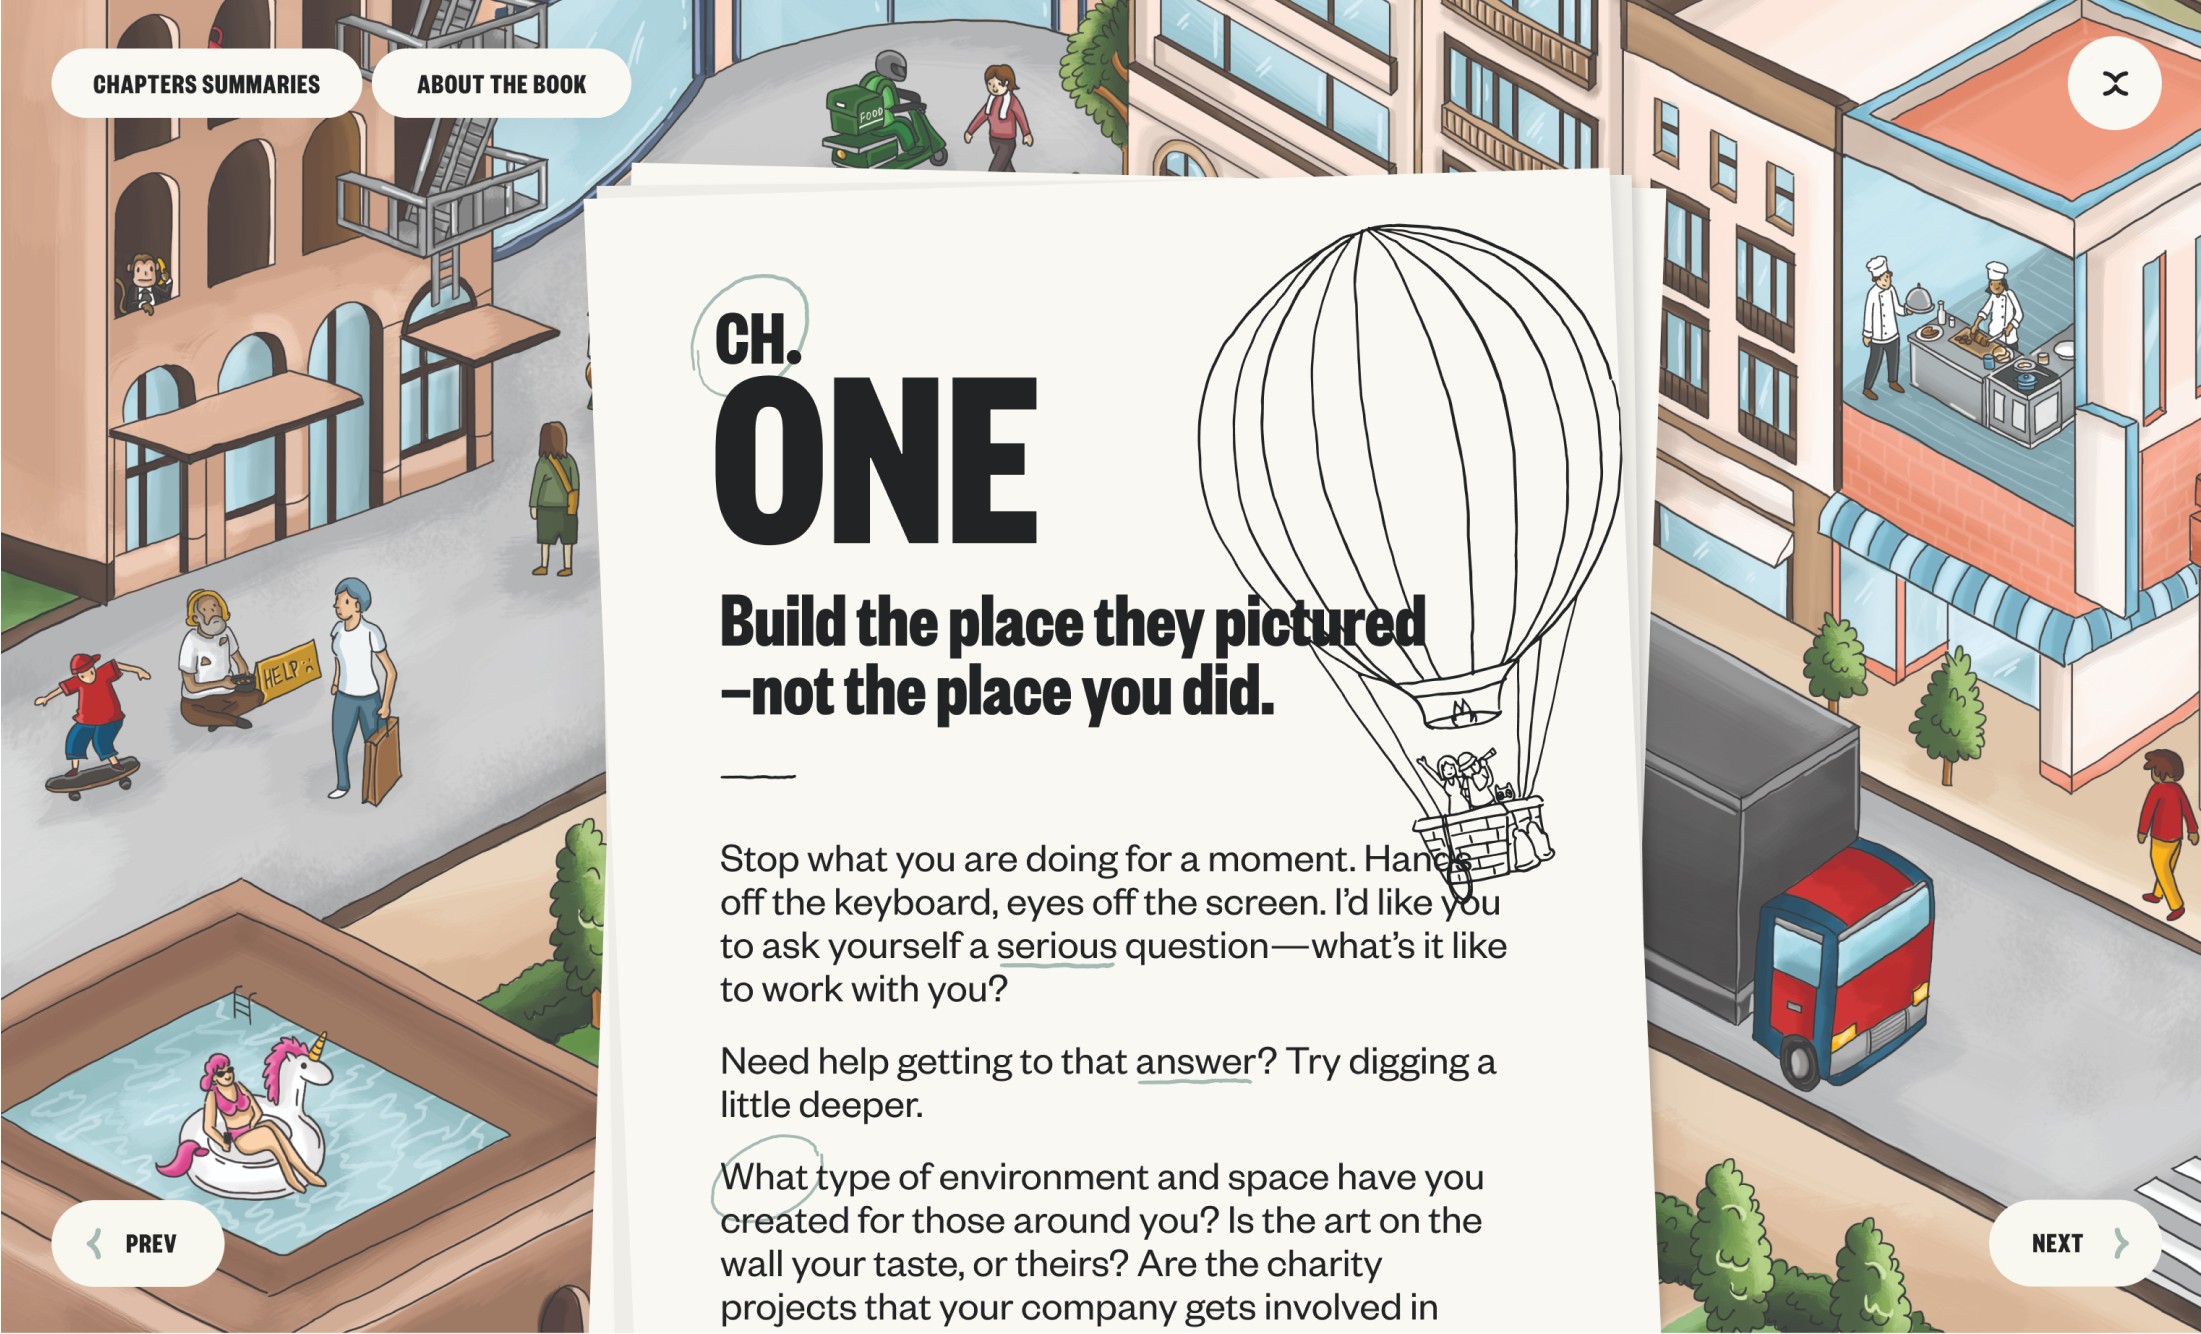 CHAPTERS SUMMARIES
ABOUT THE BOOK
FOOD
CH.
ONE
Build the place they pictured
–not the place you did.
HELP :(
Stop what you are doing for a moment. Hands
off the keyboard, eyes off the screen. I’d like you
to ask yourself a serious question—what’s it like
to work with you?
Need help getting to that answer? Try digging a
little deeper.
What type of environment and space have you
created for those around you? Is the art on the
wall your taste, or theirs? Are the charity
projects that your company gets involved in
PREV
NEXT